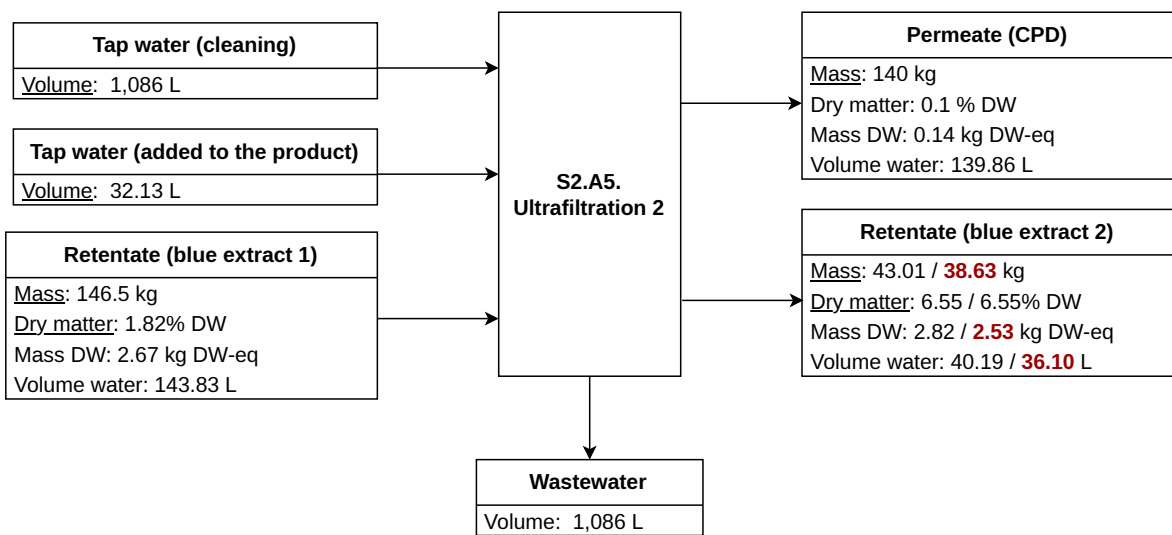 Tap water (cleaning)
Volume:  1,086 L
Tap water (added to the product)
Volume: 32.13 L
Retentate (blue extract 1)
Mass: 146.5 kg
Dry matter: 1.82% DW
Mass DW: 2.67 kg DW-eq
Volume water: 143.83 L
S2.A5.
Ultrafiltration 2
Permeate (CPD)
Mass: 140 kg
Dry matter: 0.1 % DW
Mass DW: 0.14 kg DW-eq
Volume water: 139.86 L
Retentate (blue extract 2)
Mass: 43.01 / 38.63 kg
Dry matter: 6.55 / 6.55% DW
Mass DW: 2.82 / 2.53 kg DW-eq
Volume water: 40.19 / 36.10 L
Wastewater
Volume:  1,086 L